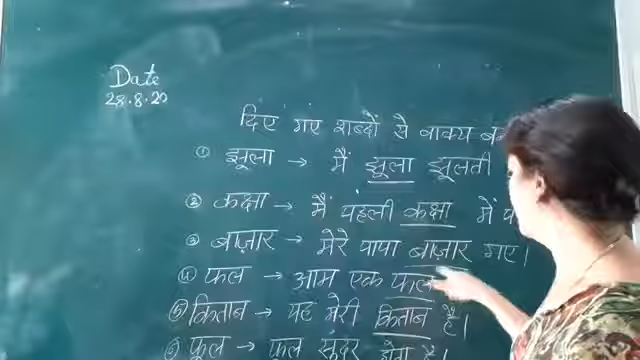 Date
28.8.20
दिए गए शब्दों से वाक्य
① झूला → मैं झूला झूलती
② कक्षा → मैं पहली कक्षा में
③ बाज़ार → मेरे पापा बाज़ार गए।
④ फल → आम एक फल
⑤ किताब → यह मेरी किताब है।
⑥ फूल → फूल सुंदर होता है।